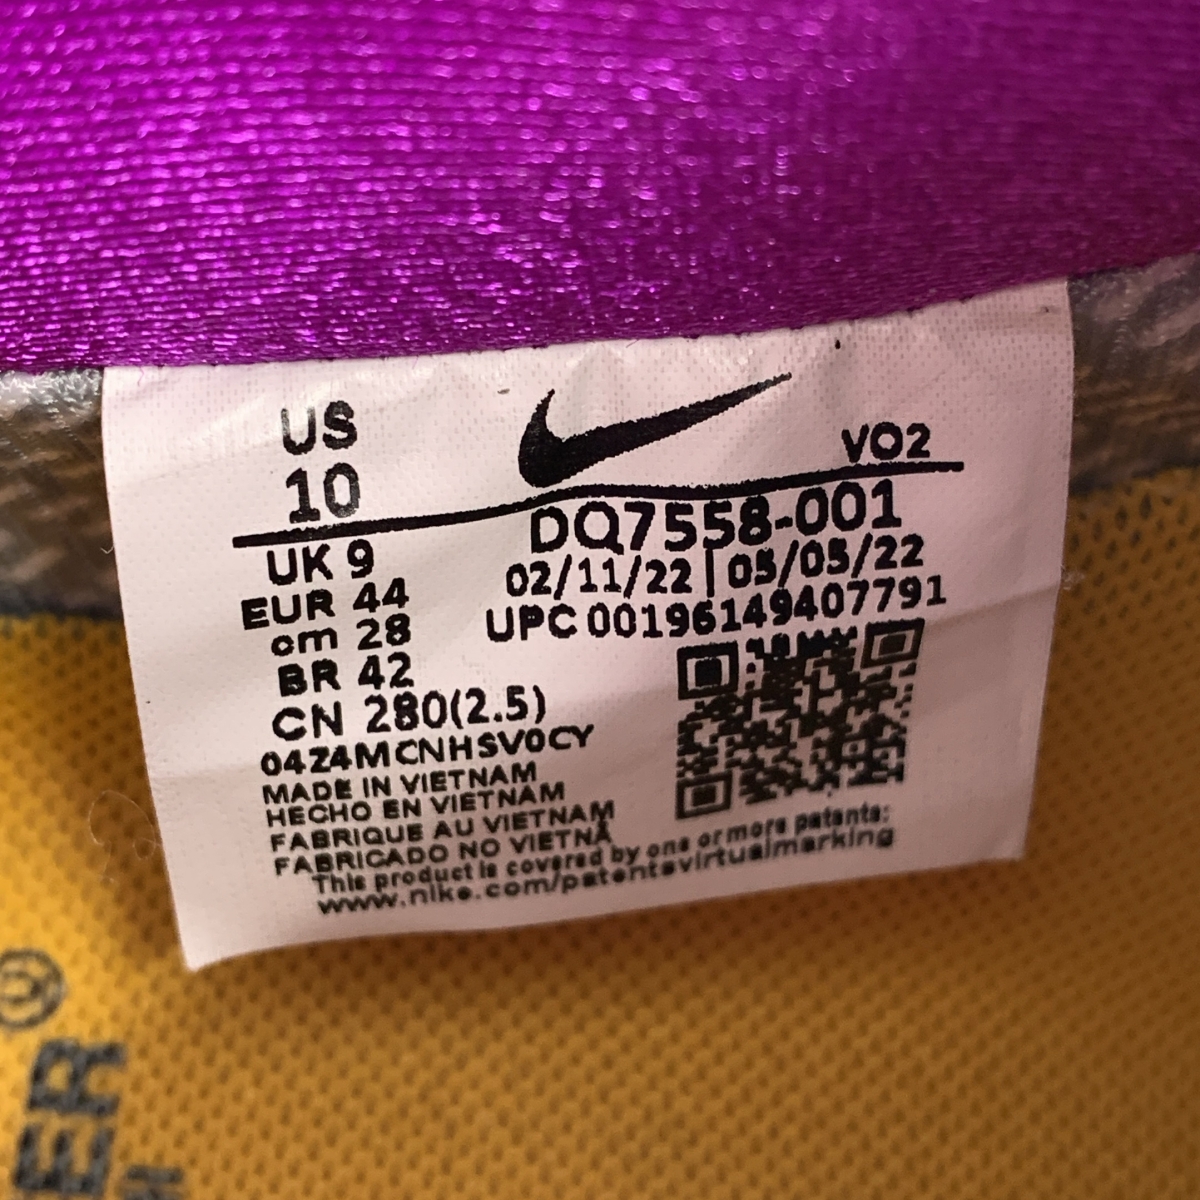 US
10
VO2
DQ7558-001
UK 9
02/11/22 | 05/05/22
EUR 44
UPC 00196149407791
cm 28
BR 42
CN 280(2.5)
04Z4MCNHSV0CY
MADE IN VIETNAM
HECHO EN VIETNAM
FABRIQUE AU VIETNAM
FABRICADO NO VIETNÃ
This product is covered by one or more patents:
www.nike.com/patentsvirtualmarking
®
ER